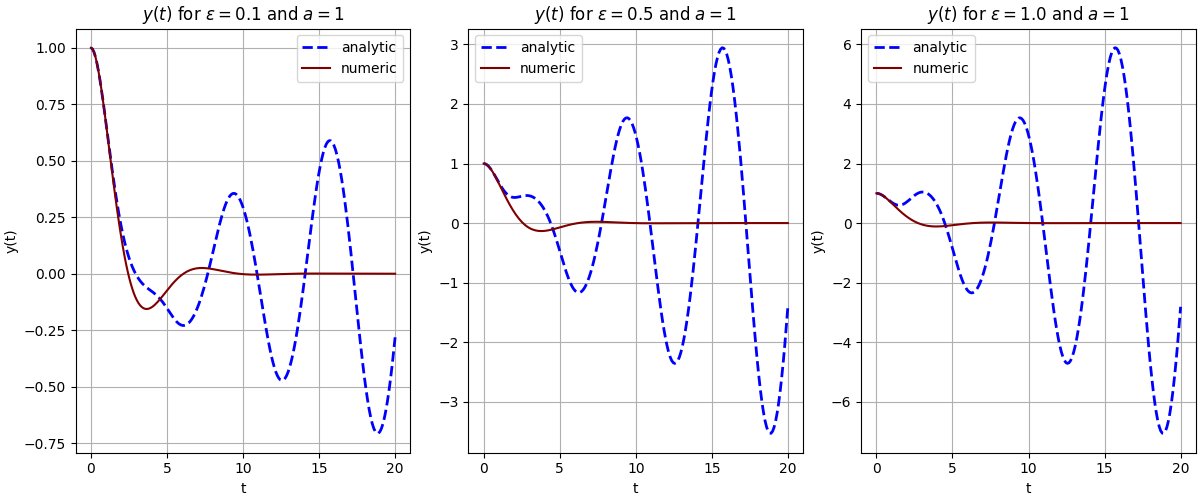 y(t) for ε = 0.1 and a = 1
analytic
numeric
1.00
0.75
0.50
0.25
0.00
−0.25
−0.50
−0.75
y(t)
0
5
10
15
20
t
y(t) for ε = 0.5 and a = 1
analytic
numeric
3
2
1
0
−1
−2
−3
y(t)
0
5
10
15
20
t
y(t) for ε = 1.0 and a = 1
analytic
numeric
6
4
2
0
−2
−4
−6
y(t)
0
5
10
15
20
t